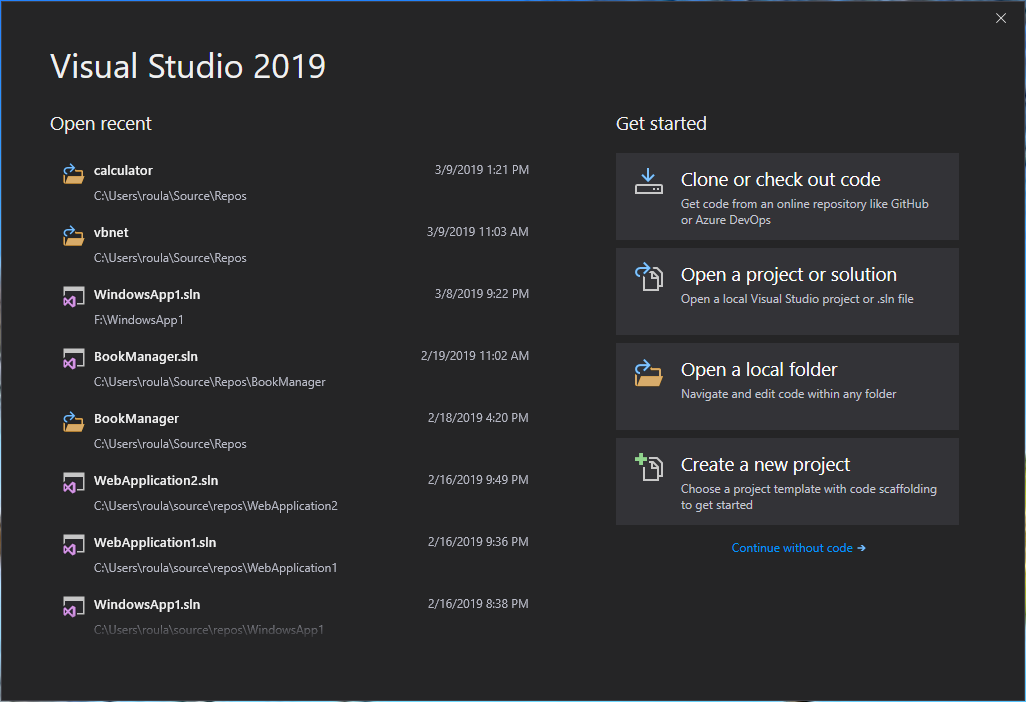 Visual Studio 2019
Open recent
calculator 3/9/2019 1:21 PM
C:\Users\roula\Source\Repos
vbnet 3/9/2019 11:03 AM
C:\Users\roula\Source\Repos
WindowsApp1.sln 3/8/2019 9:22 PM
F:\WindowsApp1
BookManager.sln 2/19/2019 11:02 AM
C:\Users\roula\Source\Repos\BookManager
BookManager 2/18/2019 4:20 PM
C:\Users\roula\Source\Repos
WebApplication2.sln 2/16/2019 9:49 PM
C:\Users\roula\source\repos\WebApplication2
WebApplication1.sln 2/16/2019 9:36 PM
C:\Users\roula\source\repos\WebApplication1
WindowsApp1.sln 2/16/2019 8:38 PM
C:\Users\roula\source\repos\WindowsApp1
Get started
Clone or check out code
Get code from an online repository like GitHub
or Azure DevOps
Open a project or solution
Open a local Visual Studio project or .sln file
Open a local folder
Navigate and edit code within any folder
Create a new project
Choose a project template with code scaffolding
to get started
Continue without code →